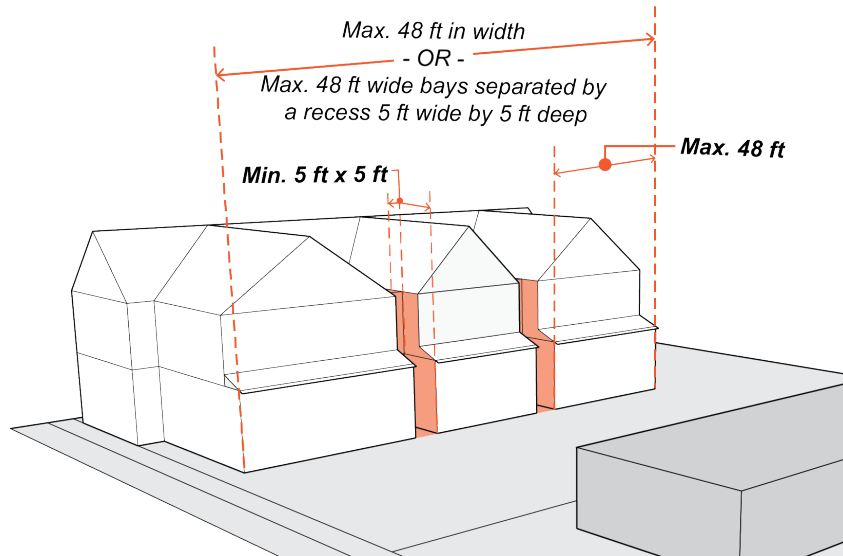 Max. 48 ft in width
- OR -
Max. 48 ft wide bays separated by
a recess 5 ft wide by 5 ft deep
Max. 48 ft
Min. 5 ft x 5 ft